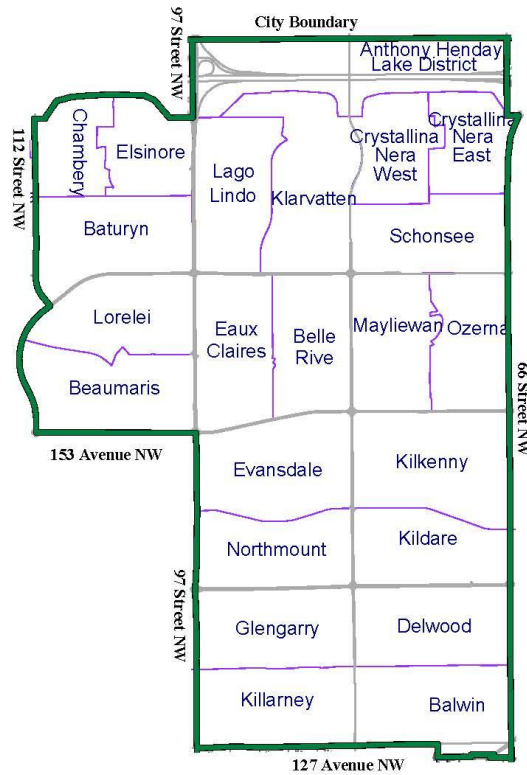 City Boundary
97 Street NW
Anthony Henday
Lake District
112 Street NW
Chambery
Elsinore
Lago
Lindo
Klarvatten
Crystallina
Nera
West
Crystallina
Nera
East
Baturyn
Schonsee
Lorelei
Eaux
Claires
Belle
Rive
Mayliewan
Ozerna
Beaumaris
66 Street NW
153 Avenue NW
Evansdale
Kilkenny
Northmount
Kildare
97 Street NW
Glengarry
Delwood
Killarney
Balwin
127 Avenue NW